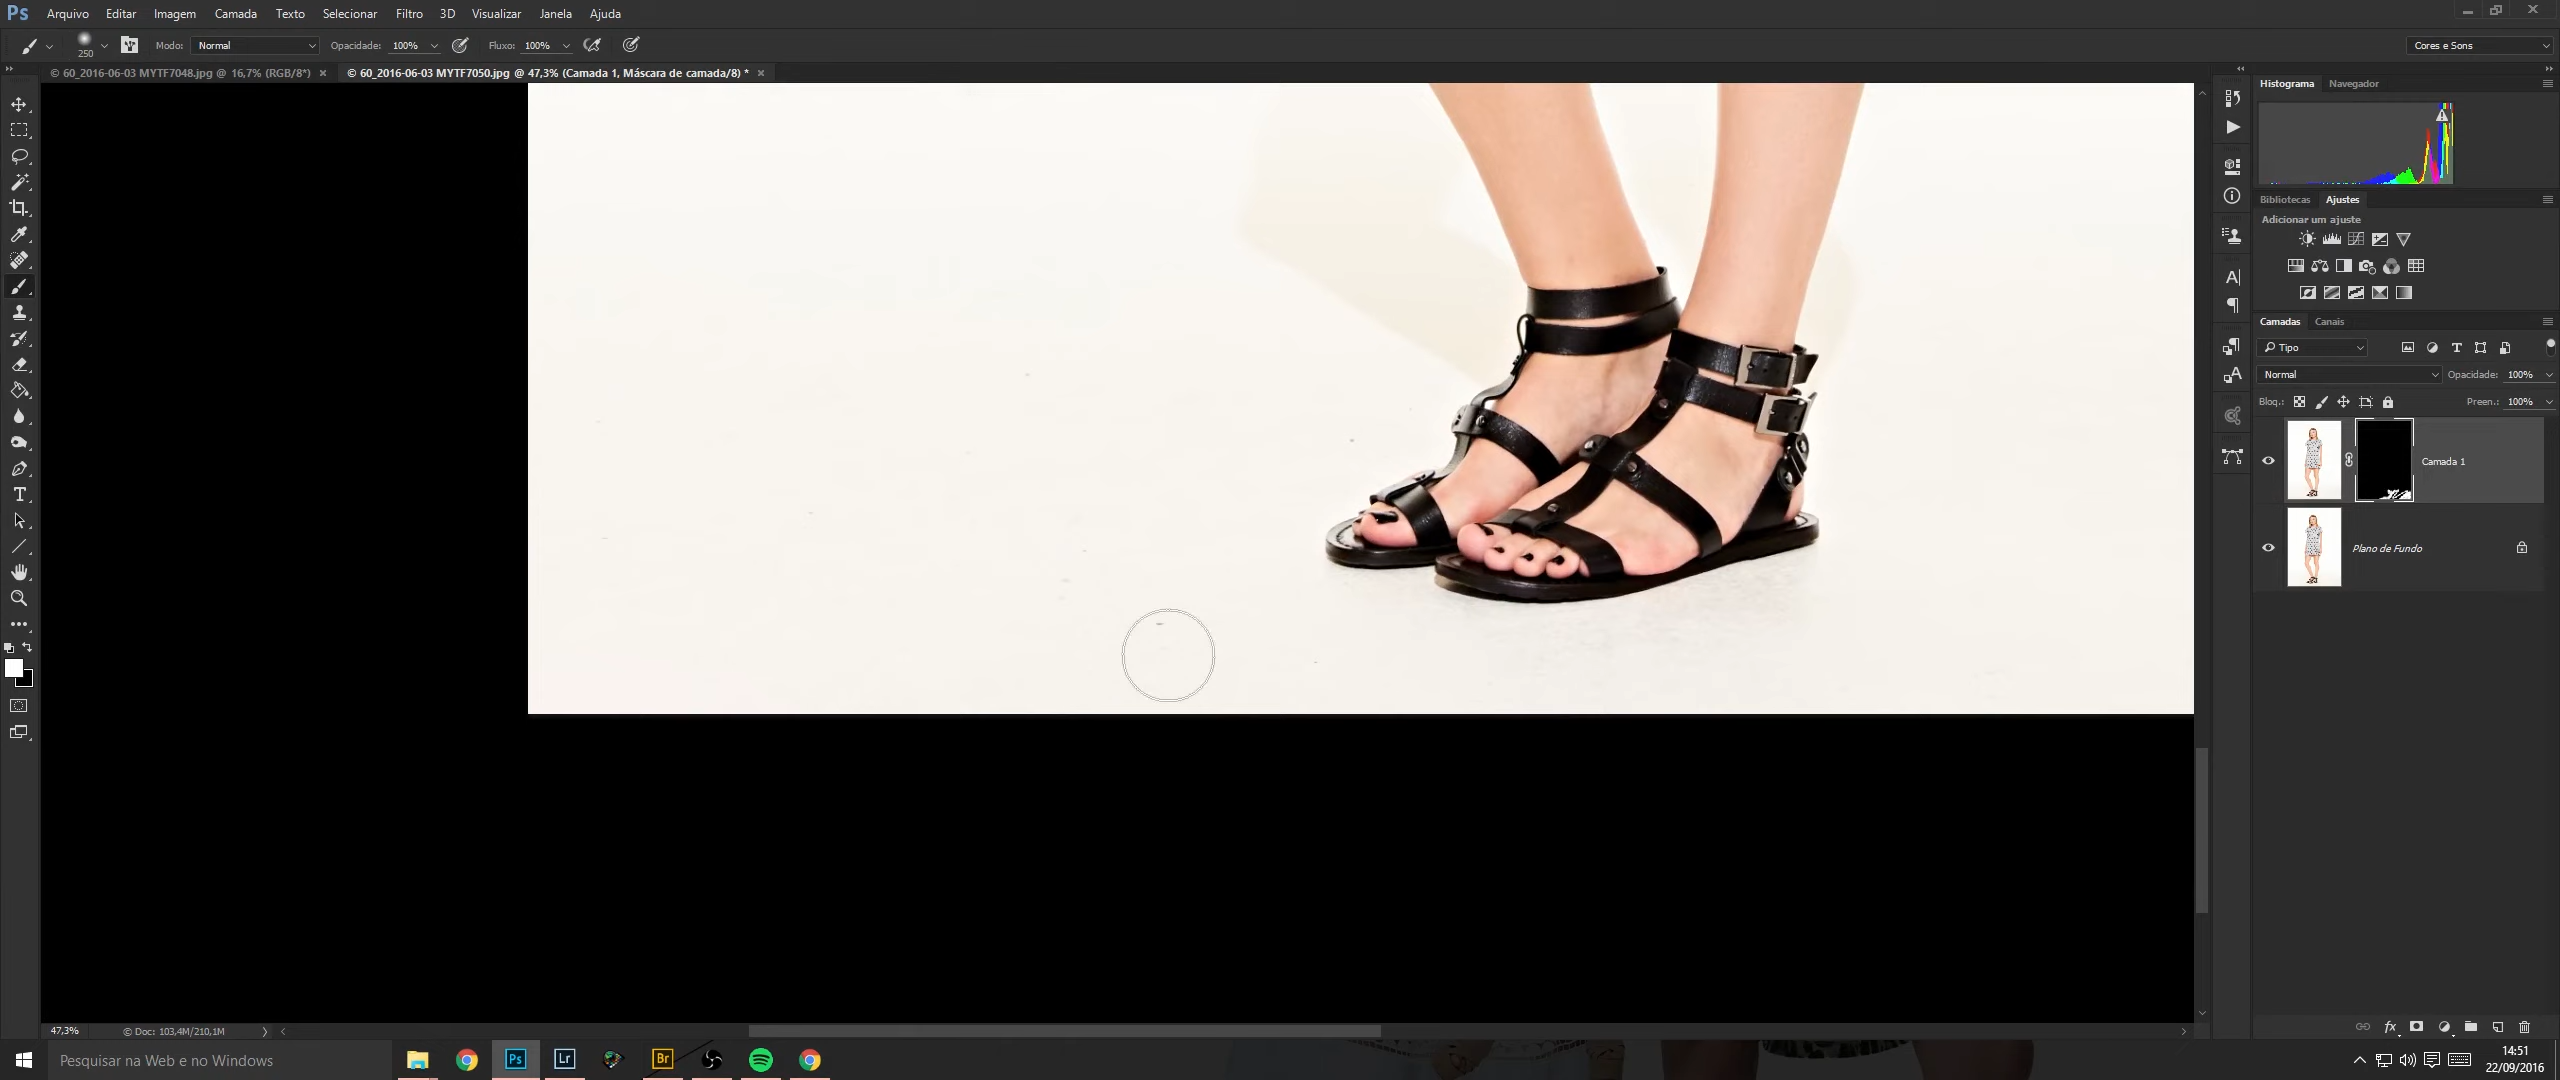 Ps Arquivo Editar Imagem Camada Texto Selecionar Filtro 3D Visualizar Janela Ajuda
250 Modo: Normal Opacidade: 100% Fluxo: 100% Cores e Sons
© 60_2016-06-03 MYTF7048.jpg @ 16,7% (RGB/8*) × © 60_2016-06-03 MYTF7050.jpg @ 47,3% (Camada 1, Máscara de camada/8) * ×
Histograma Navegador
Bibliotecas Ajustes
Adicionar um ajuste
Camadas Canais
Tipo
Normal Opacidade: 100%
Bloq.: Preen.: 100%
Camada 1
Plano de Fundo
47,3% © Doc: 103,4M/210,1M
Pesquisar na Web e no Windows
Ps Lr Br
14:51
22/09/2016